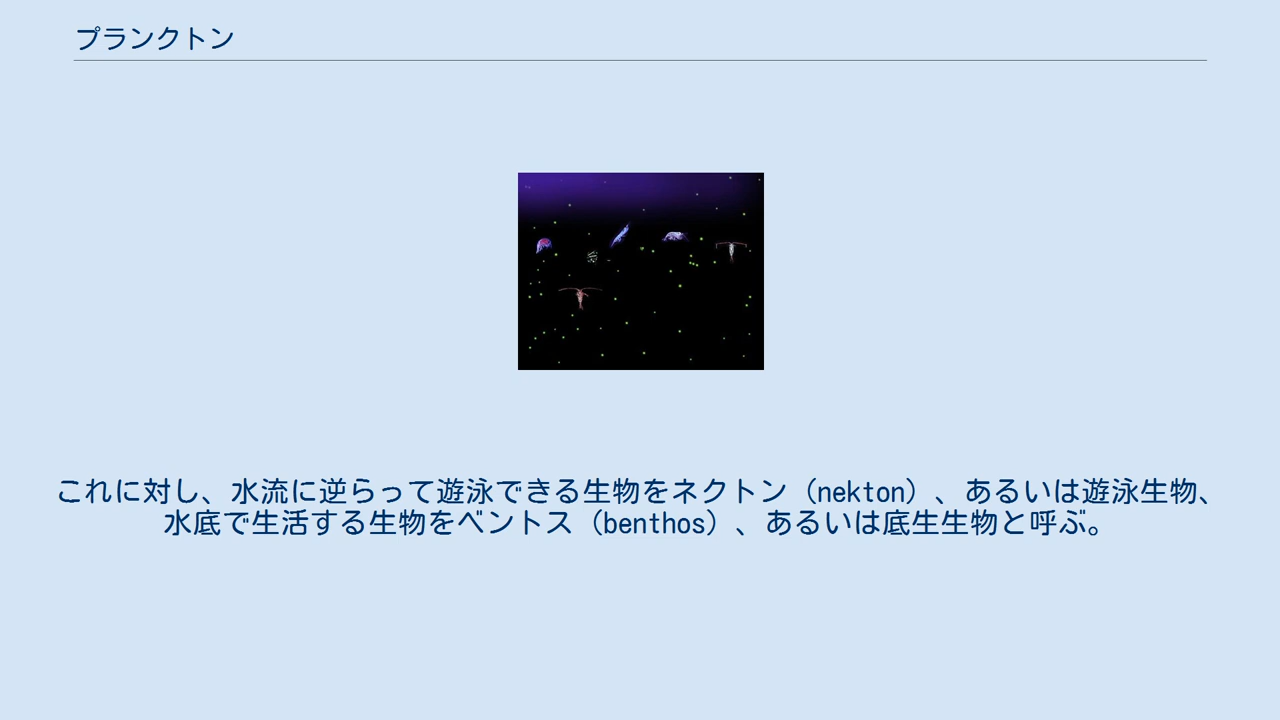 プランクトン
これに対し、水流に逆らって遊泳できる生物をネクトン（nekton）、あるいは遊泳生物、
水底で生活する生物をベントス（benthos）、あるいは底生生物と呼ぶ。